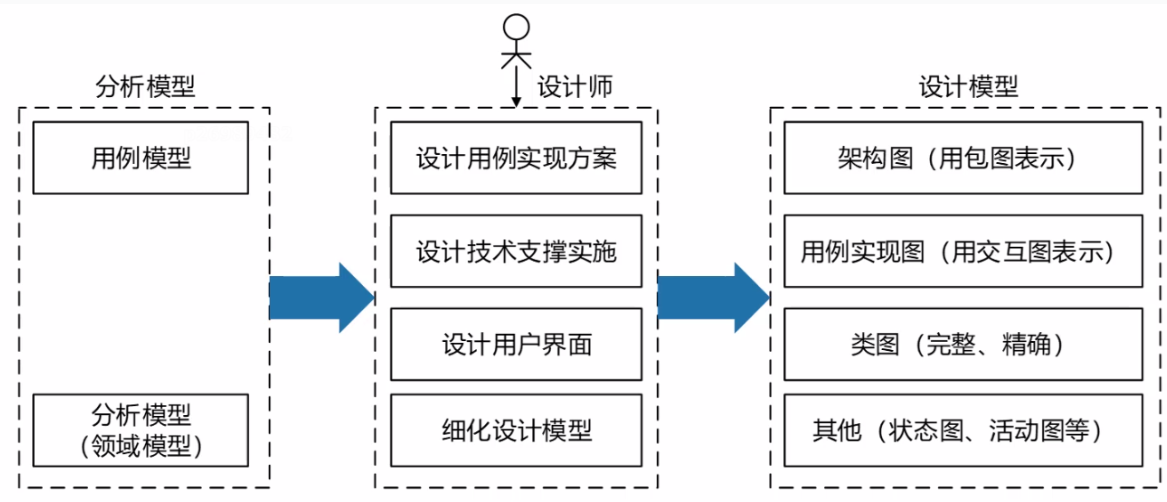 分析模型
用例模型
分析模型
（领域模型）
设计师
设计用例实现方案
设计技术支撑实施
设计用户界面
细化设计模型
设计模型
架构图（用包图表示）
用例实现图（用交互图表示）
类图（完整、精确）
其他（状态图、活动图等）